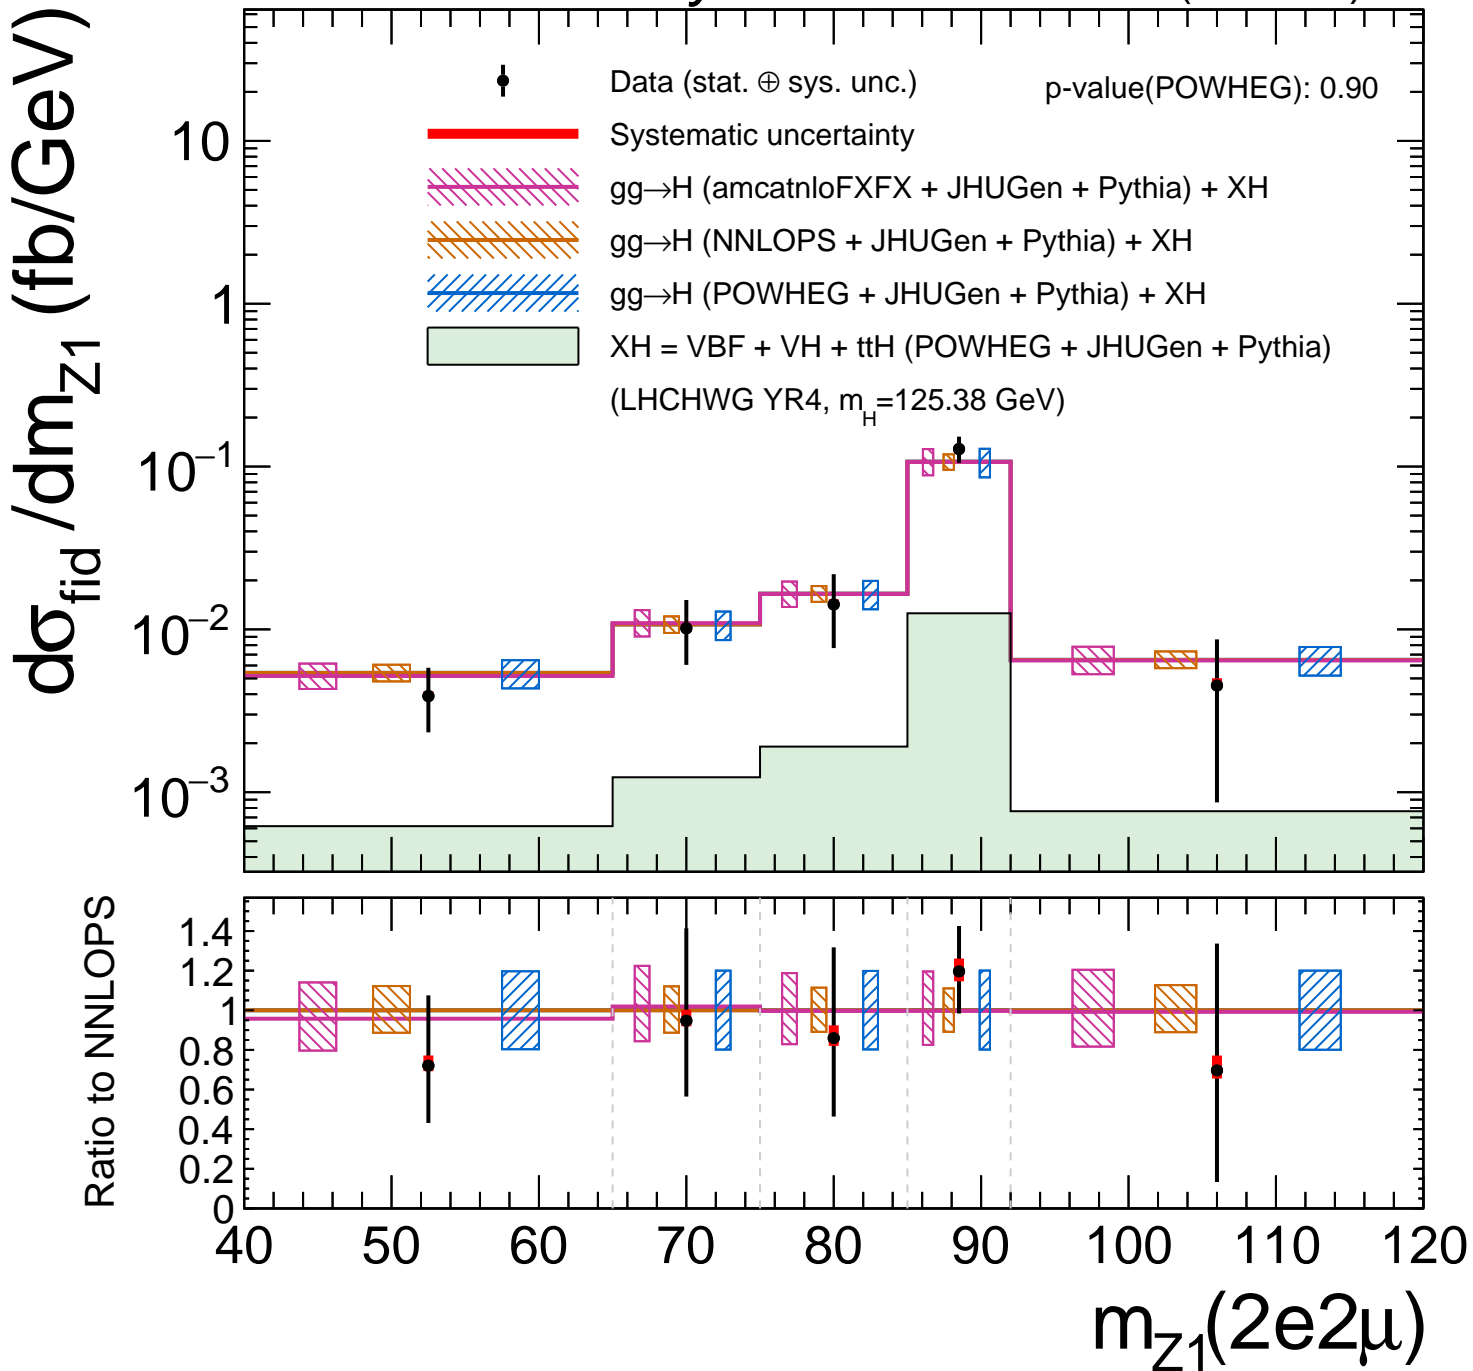 dσfid/dmZ1 (fb/GeV)
Data (stat. ⊕ sys. unc.)
p-value(POWHEG): 0.90
Systematic uncertainty
gg→H (amcatnloFXFX + JHUGen + Pythia) + XH
gg→H (NNLOPS + JHUGen + Pythia) + XH
gg→H (POWHEG + JHUGen + Pythia) + XH
XH = VBF + VH + ttH (POWHEG + JHUGen + Pythia)
(LHCHWG YR4, mH=125.38 GeV)
10
1
10−1
10−2
10−3
Ratio to NNLOPS
1.4
1.2
1
0.8
0.6
0.4
0.2
0
40 50 60 70 80 90 100 110 120
mZ1(2e2μ)